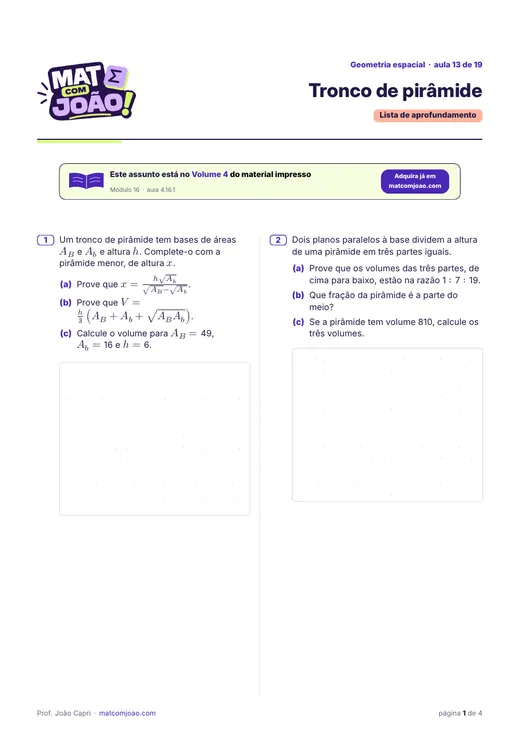 MAT
COM
JOÃO!
Σ
Geometria espacial · aula 13 de 19
Tronco de pirâmide
Lista de aprofundamento
Este assunto está no Volume 4 do material impresso
Módulo 16 · aula 4.16.1
Adquira já em
matcomjoao.com
1 Um tronco de pirâmide tem bases de áreas
A_B e A_b e altura h. Complete-o com a
pirâmide menor, de altura x.
(a) Prove que x = h√A_b / (√A_B − √A_b).
(b) Prove que V =
h/3 (A_B + A_b + √(A_B A_b)).
(c) Calcule o volume para A_B = 49,
A_b = 16 e h = 6.
2 Dois planos paralelos à base dividem a altura
de uma pirâmide em três partes iguais.
(a) Prove que os volumes das três partes, de
cima para baixo, estão na razão 1 : 7 : 19.
(b) Que fração da pirâmide é a parte do
meio?
(c) Se a pirâmide tem volume 810, calcule os
três volumes.
Prof. João Capri · matcomjoao.com
página 1 de 4